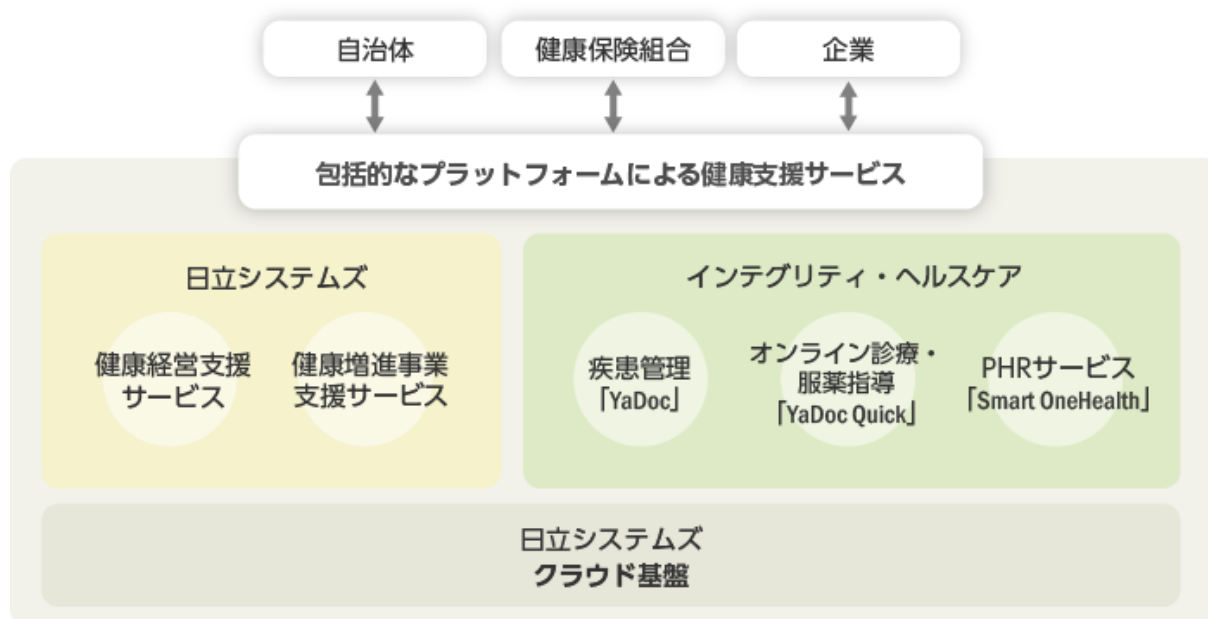 自治体
健康保険組合
企業
包括的なプラットフォームによる健康支援サービス
日立システムズ
健康経営支援
サービス
健康増進事業
支援サービス
インテグリティ・ヘルスケア
疾患管理
「YaDoc」
オンライン診療・
服薬指導
「YaDoc Quick」
PHRサービス
「Smart OneHealth」
日立システムズ
クラウド基盤